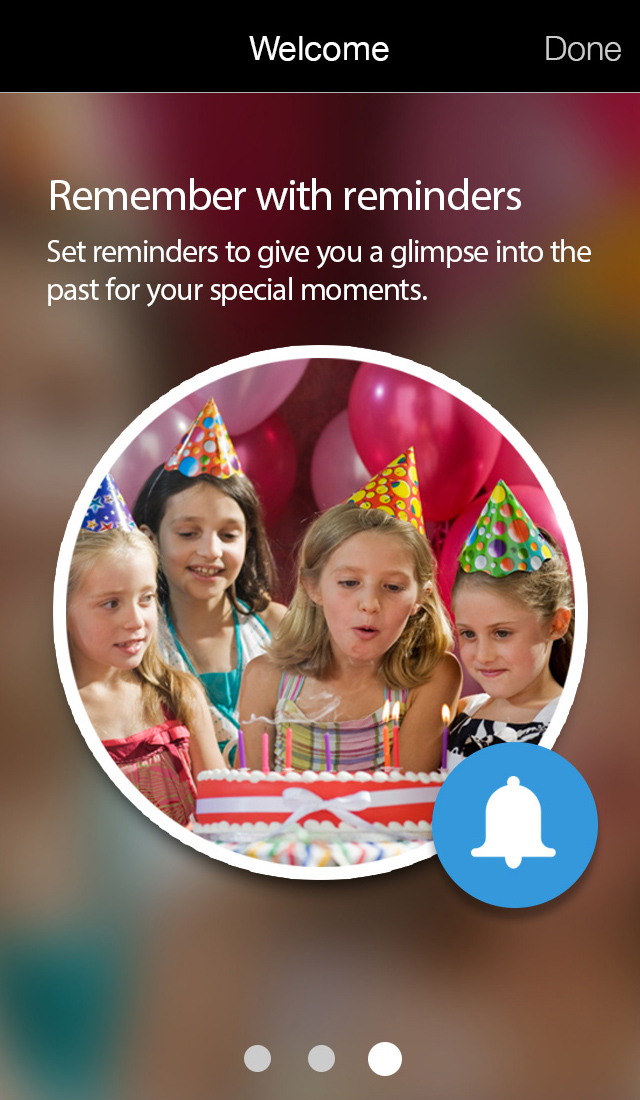 Welcome
Done
Remember with reminders
Set reminders to give you a glimpse into the
past for your special moments.